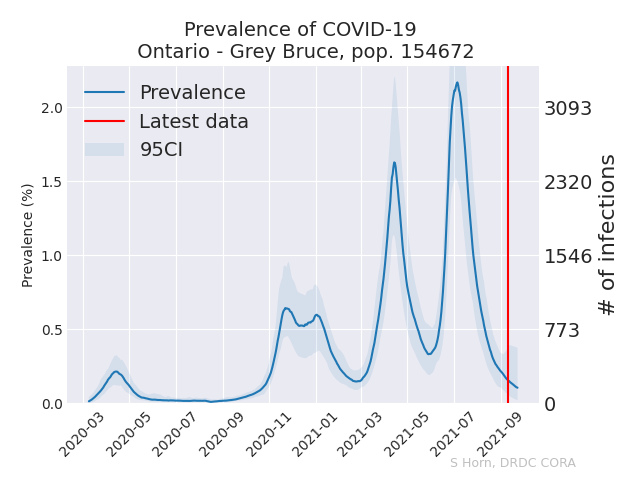 Prevalence of COVID-19
Ontario - Grey Bruce, pop. 154672
Prevalence
Latest data
95CI
Prevalence (%)
2.0
1.5
1.0
0.5
0.0
3093
2320
1546
773
0
# of infections
2020-03
2020-05
2020-07
2020-09
2020-11
2021-01
2021-03
2021-05
2021-07
2021-09
S Horn, DRDC CORA